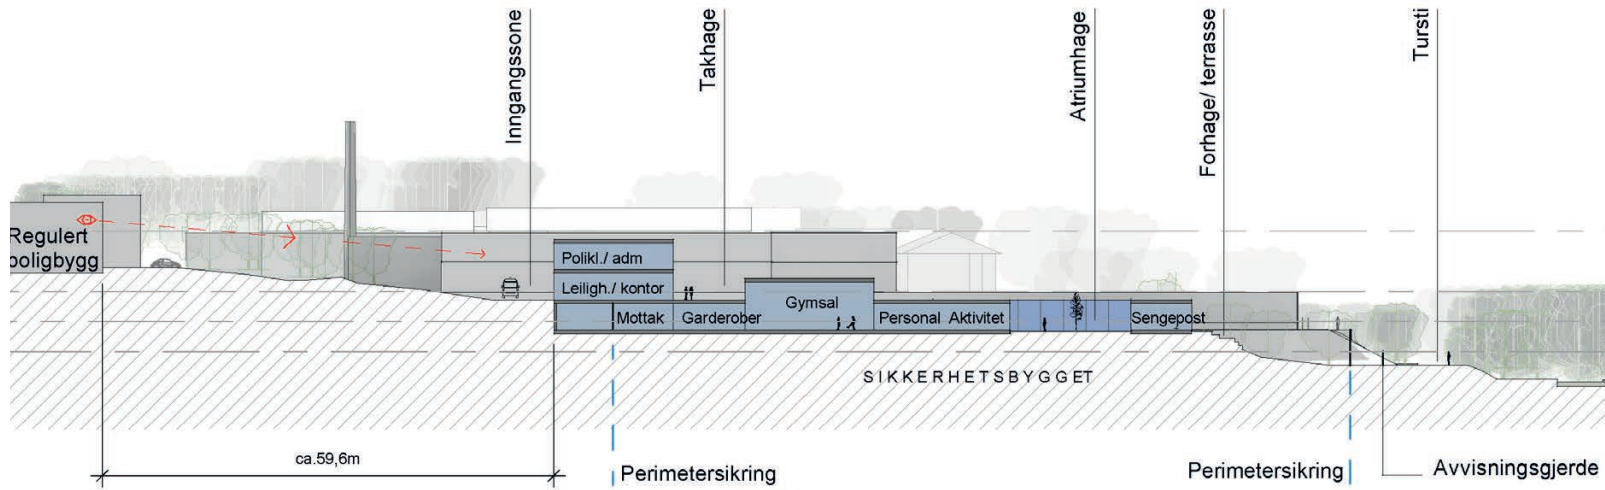 Inngangssone
Takhage
Atriumhage
Forhage/ terrasse
Tursti
Regulert
boligbygg
Polikl./ adm
Leiligh./ kontor
Mottak
Garderober
Gymsal
Personal
Aktivitet
Sengepost
SIKKERHETSBYGGET
ca.59,6m
Perimetersikring
Perimetersikring
Avvisningsgjerde